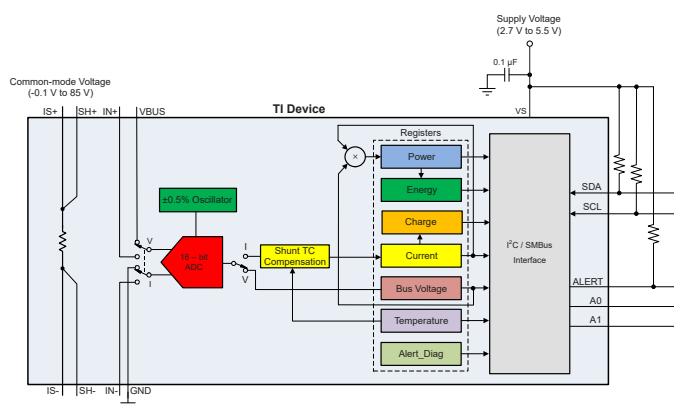 Supply Voltage
(2.7 V to 5.5 V)
0.1 µF
Common-mode Voltage
(-0.1 V to 85 V)
IS+ SH+ IN+ VBUS
TI Device
VS
Registers
×
Power
Energy
±0.5% Oscillator
Charge
SDA
SCL
V
I
16 – bit
ADC
I
V
Shunt TC
Compensation
Current
I²C / SMBus
Interface
Bus Voltage
ALERT
Temperature
A0
A1
Alert_Diag
IS- SH- IN- GND